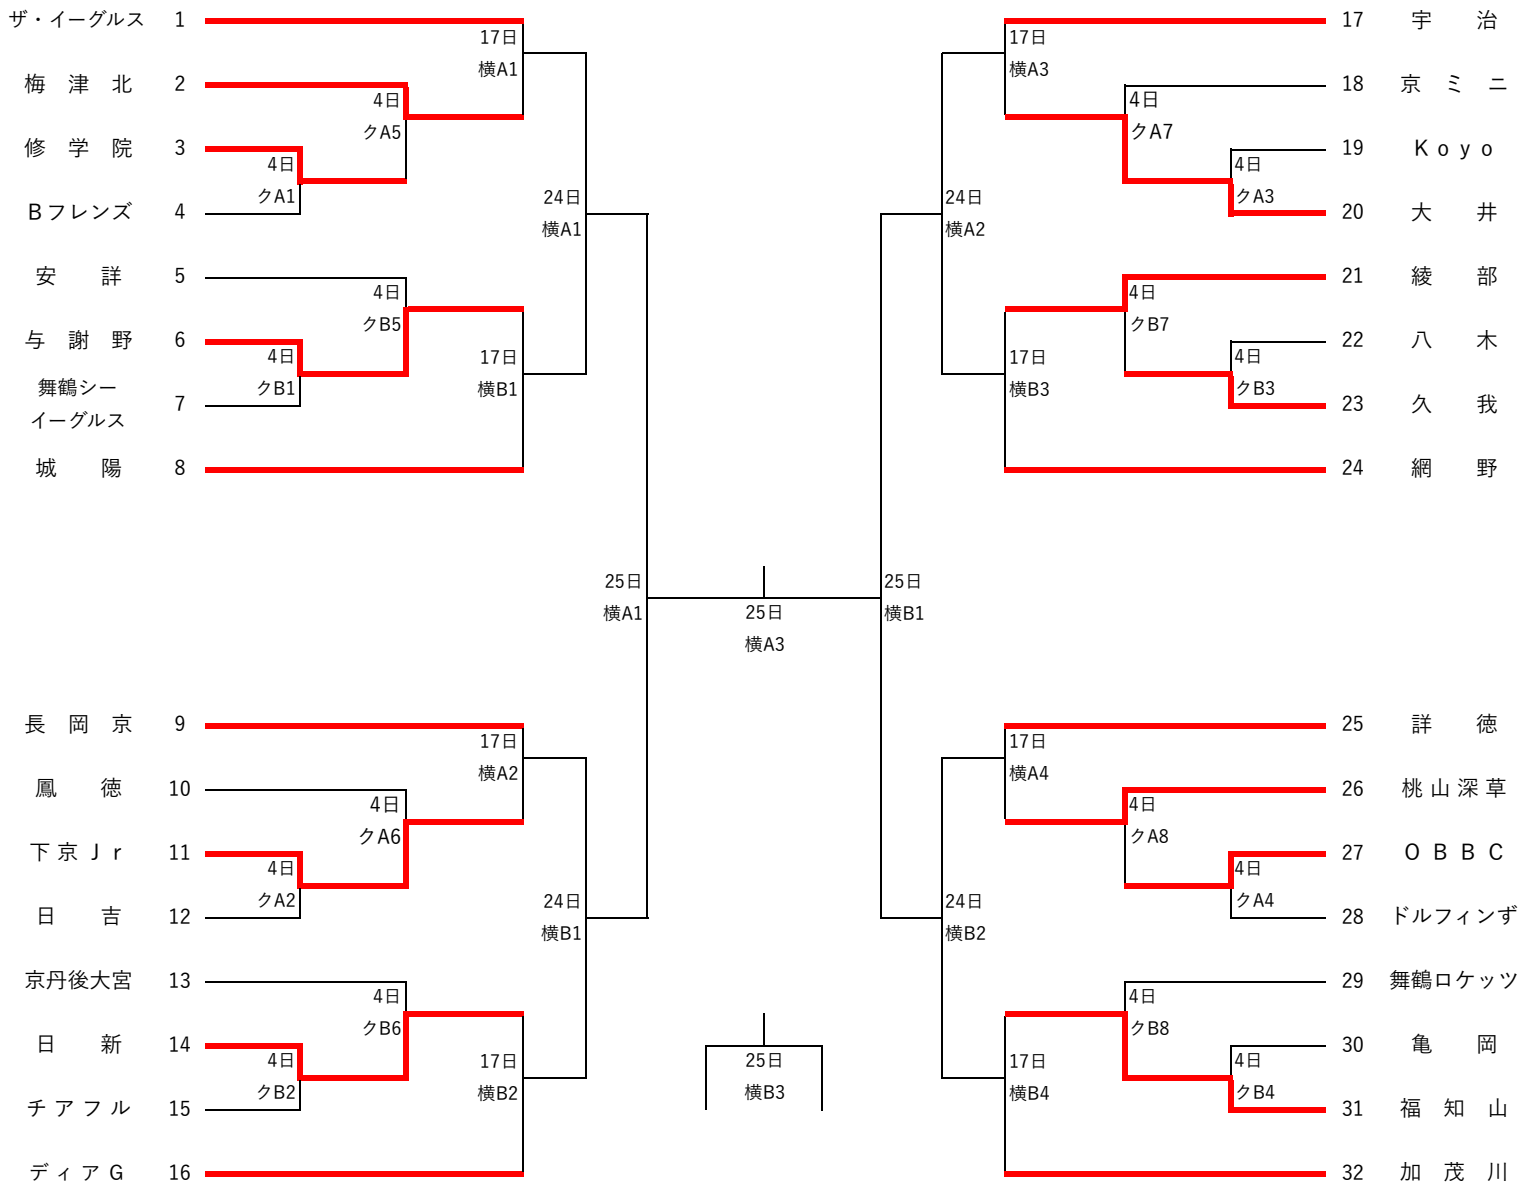 ザ・イーグルス 1
17日
横A1
梅津北 2
4日
クA5
修学院 3
4日
クA1
Bフレンズ 4
24日
横A1
安詳 5
4日
クB5
与謝野 6
4日
クB1
17日
横B1
舞鶴シー
イーグルス
7
城陽 8
25日
横A1
長岡京 9
17日
横A2
鳳徳 10
4日
クA6
下京Jr 11
4日
クA2
日吉 12
24日
横B1
京丹後大宮 13
4日
クB6
日新 14
4日
クB2
17日
横B2
チアフル 15
ディアG 16
25日
横A3
25日
横B3
17 宇治
17日
横A3
18 京ミニ
4日
クA7
19 Koyo
4日
クA3
20 大井
24日
横A2
21 綾部
4日
クB7
22 八木
4日
クB3
17日
横B3
23 久我
24 網野
25日
横B1
25 詳徳
17日
横A4
26 桃山深草
4日
クA8
27 OBBC
4日
クA4
28 ドルフィンず
24日
横B2
29 舞鶴ロケッツ
4日
クB8
30 亀岡
4日
クB4
17日
横B4
31 福知山
32 加茂川